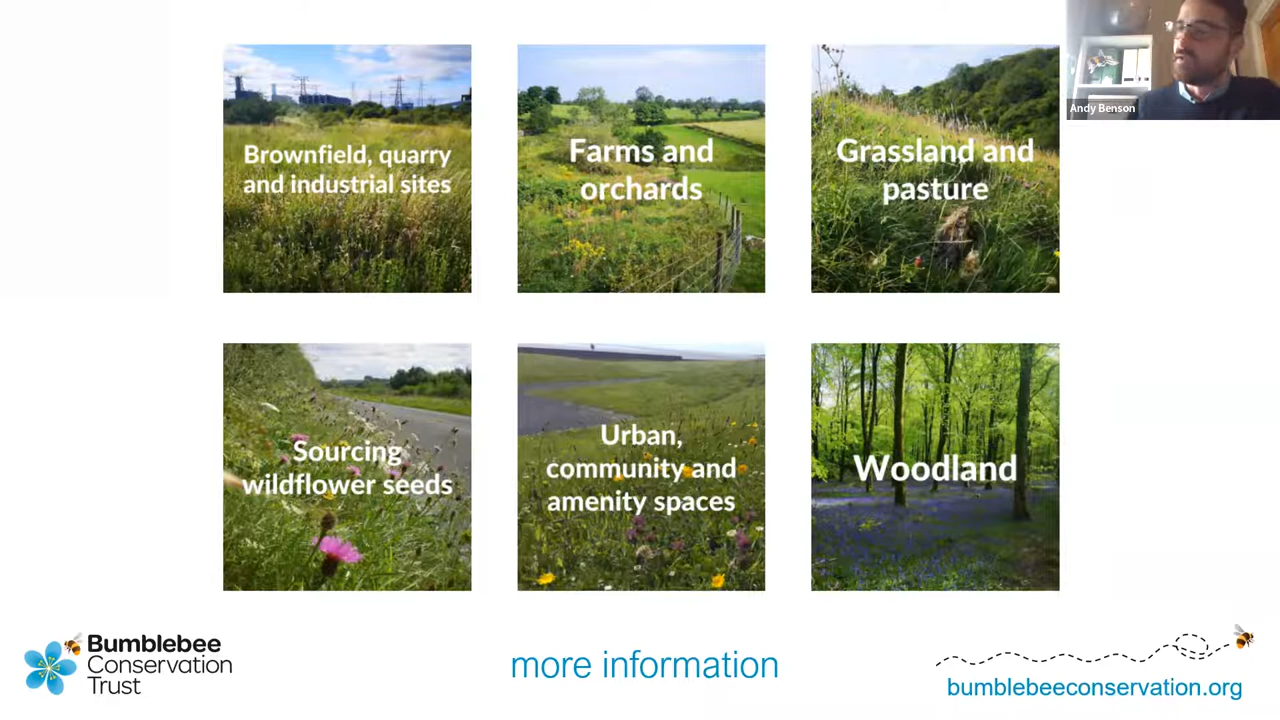 Andy Benson
Brownfield, quarry
and industrial sites
Farms and
orchards
Grassland and
pasture
Sourcing
wildflower seeds
Urban,
community and
amenity spaces
Woodland
Bumblebee
Conservation
Trust
more information
bumblebeeconservation.org